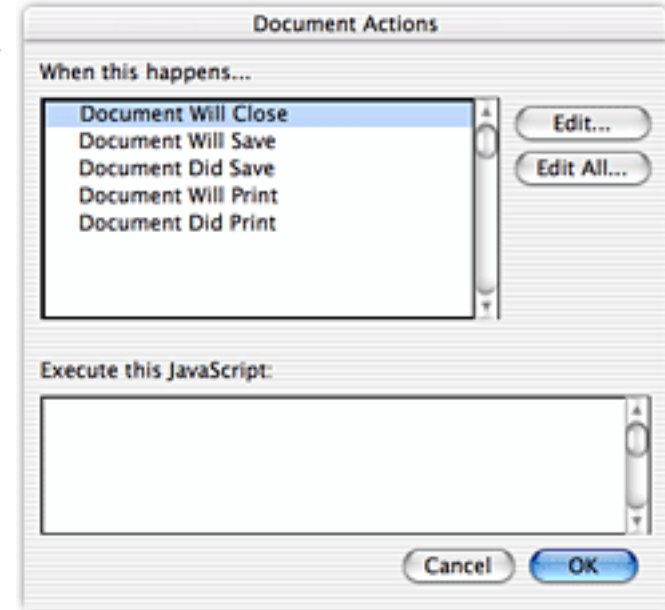 Document Actions
When this happens...
Document Will Close
Document Will Save
Document Did Save
Document Will Print
Document Did Print
Edit...
Edit All...
Execute this JavaScript:
Cancel
OK